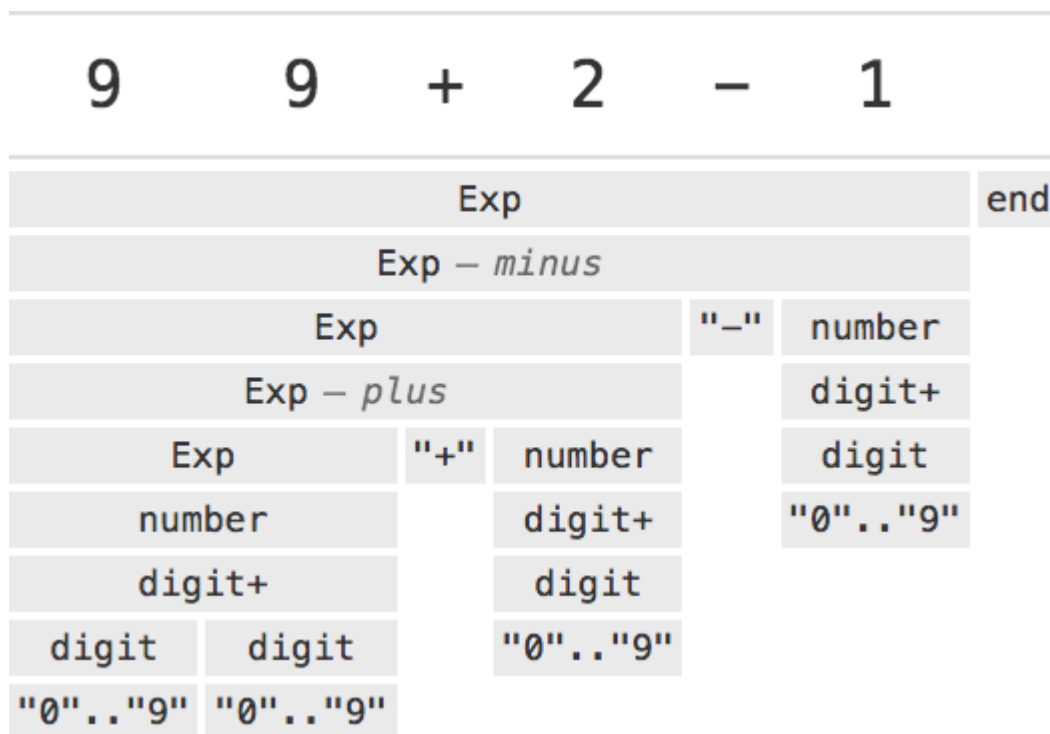 9 9 + 2 − 1
Exp end
Exp – minus
Exp "–" number
Exp – plus digit+
Exp "+" number digit
number digit+ "0".."9"
digit+ digit
digit digit "0".."9"
"0".."9" "0".."9"